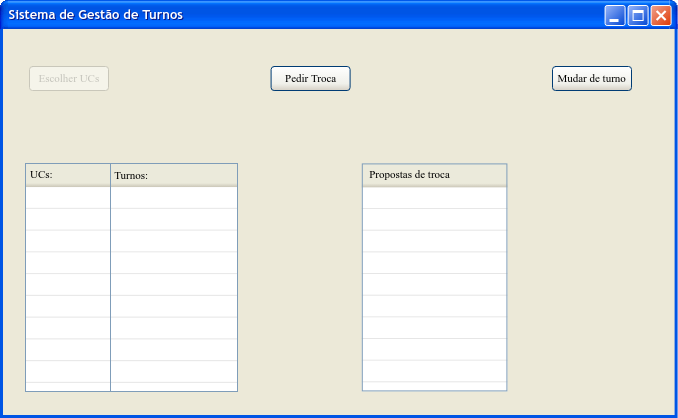 Sistema de Gestão de Turnos
Escolher UCs
Pedir Troca
Mudar de turno
UCs:
Turnos:
Propostas de troca